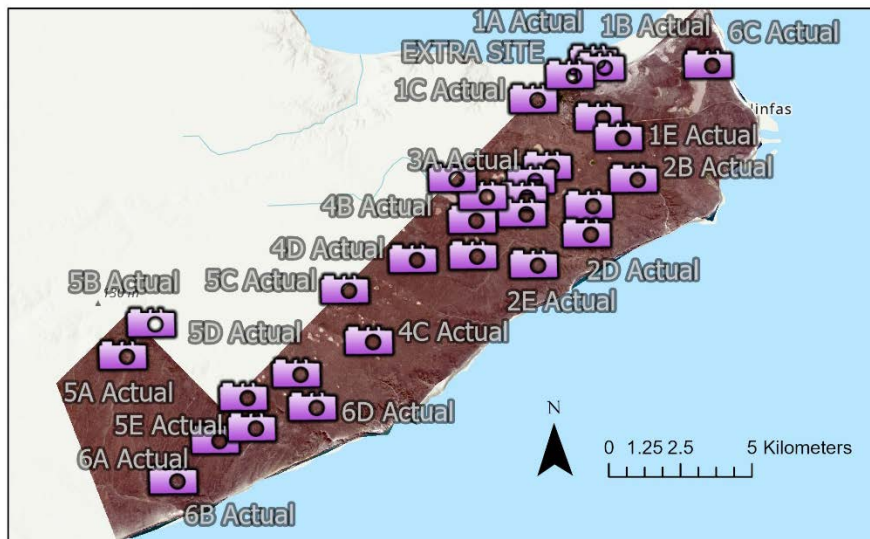 1A Actual
1B Actual
6C Actual
EXTRA SITE
1C Actual
1E Actual
3A Actual
2B Actual
4B Actual
4D Actual
2D Actual
5C Actual
5B Actual
2E Actual
130 m
5D Actual
4C Actual
5A Actual
6D Actual
5E Actual
6A Actual
6B Actual
N
0 1.25 2.5 5 Kilometers